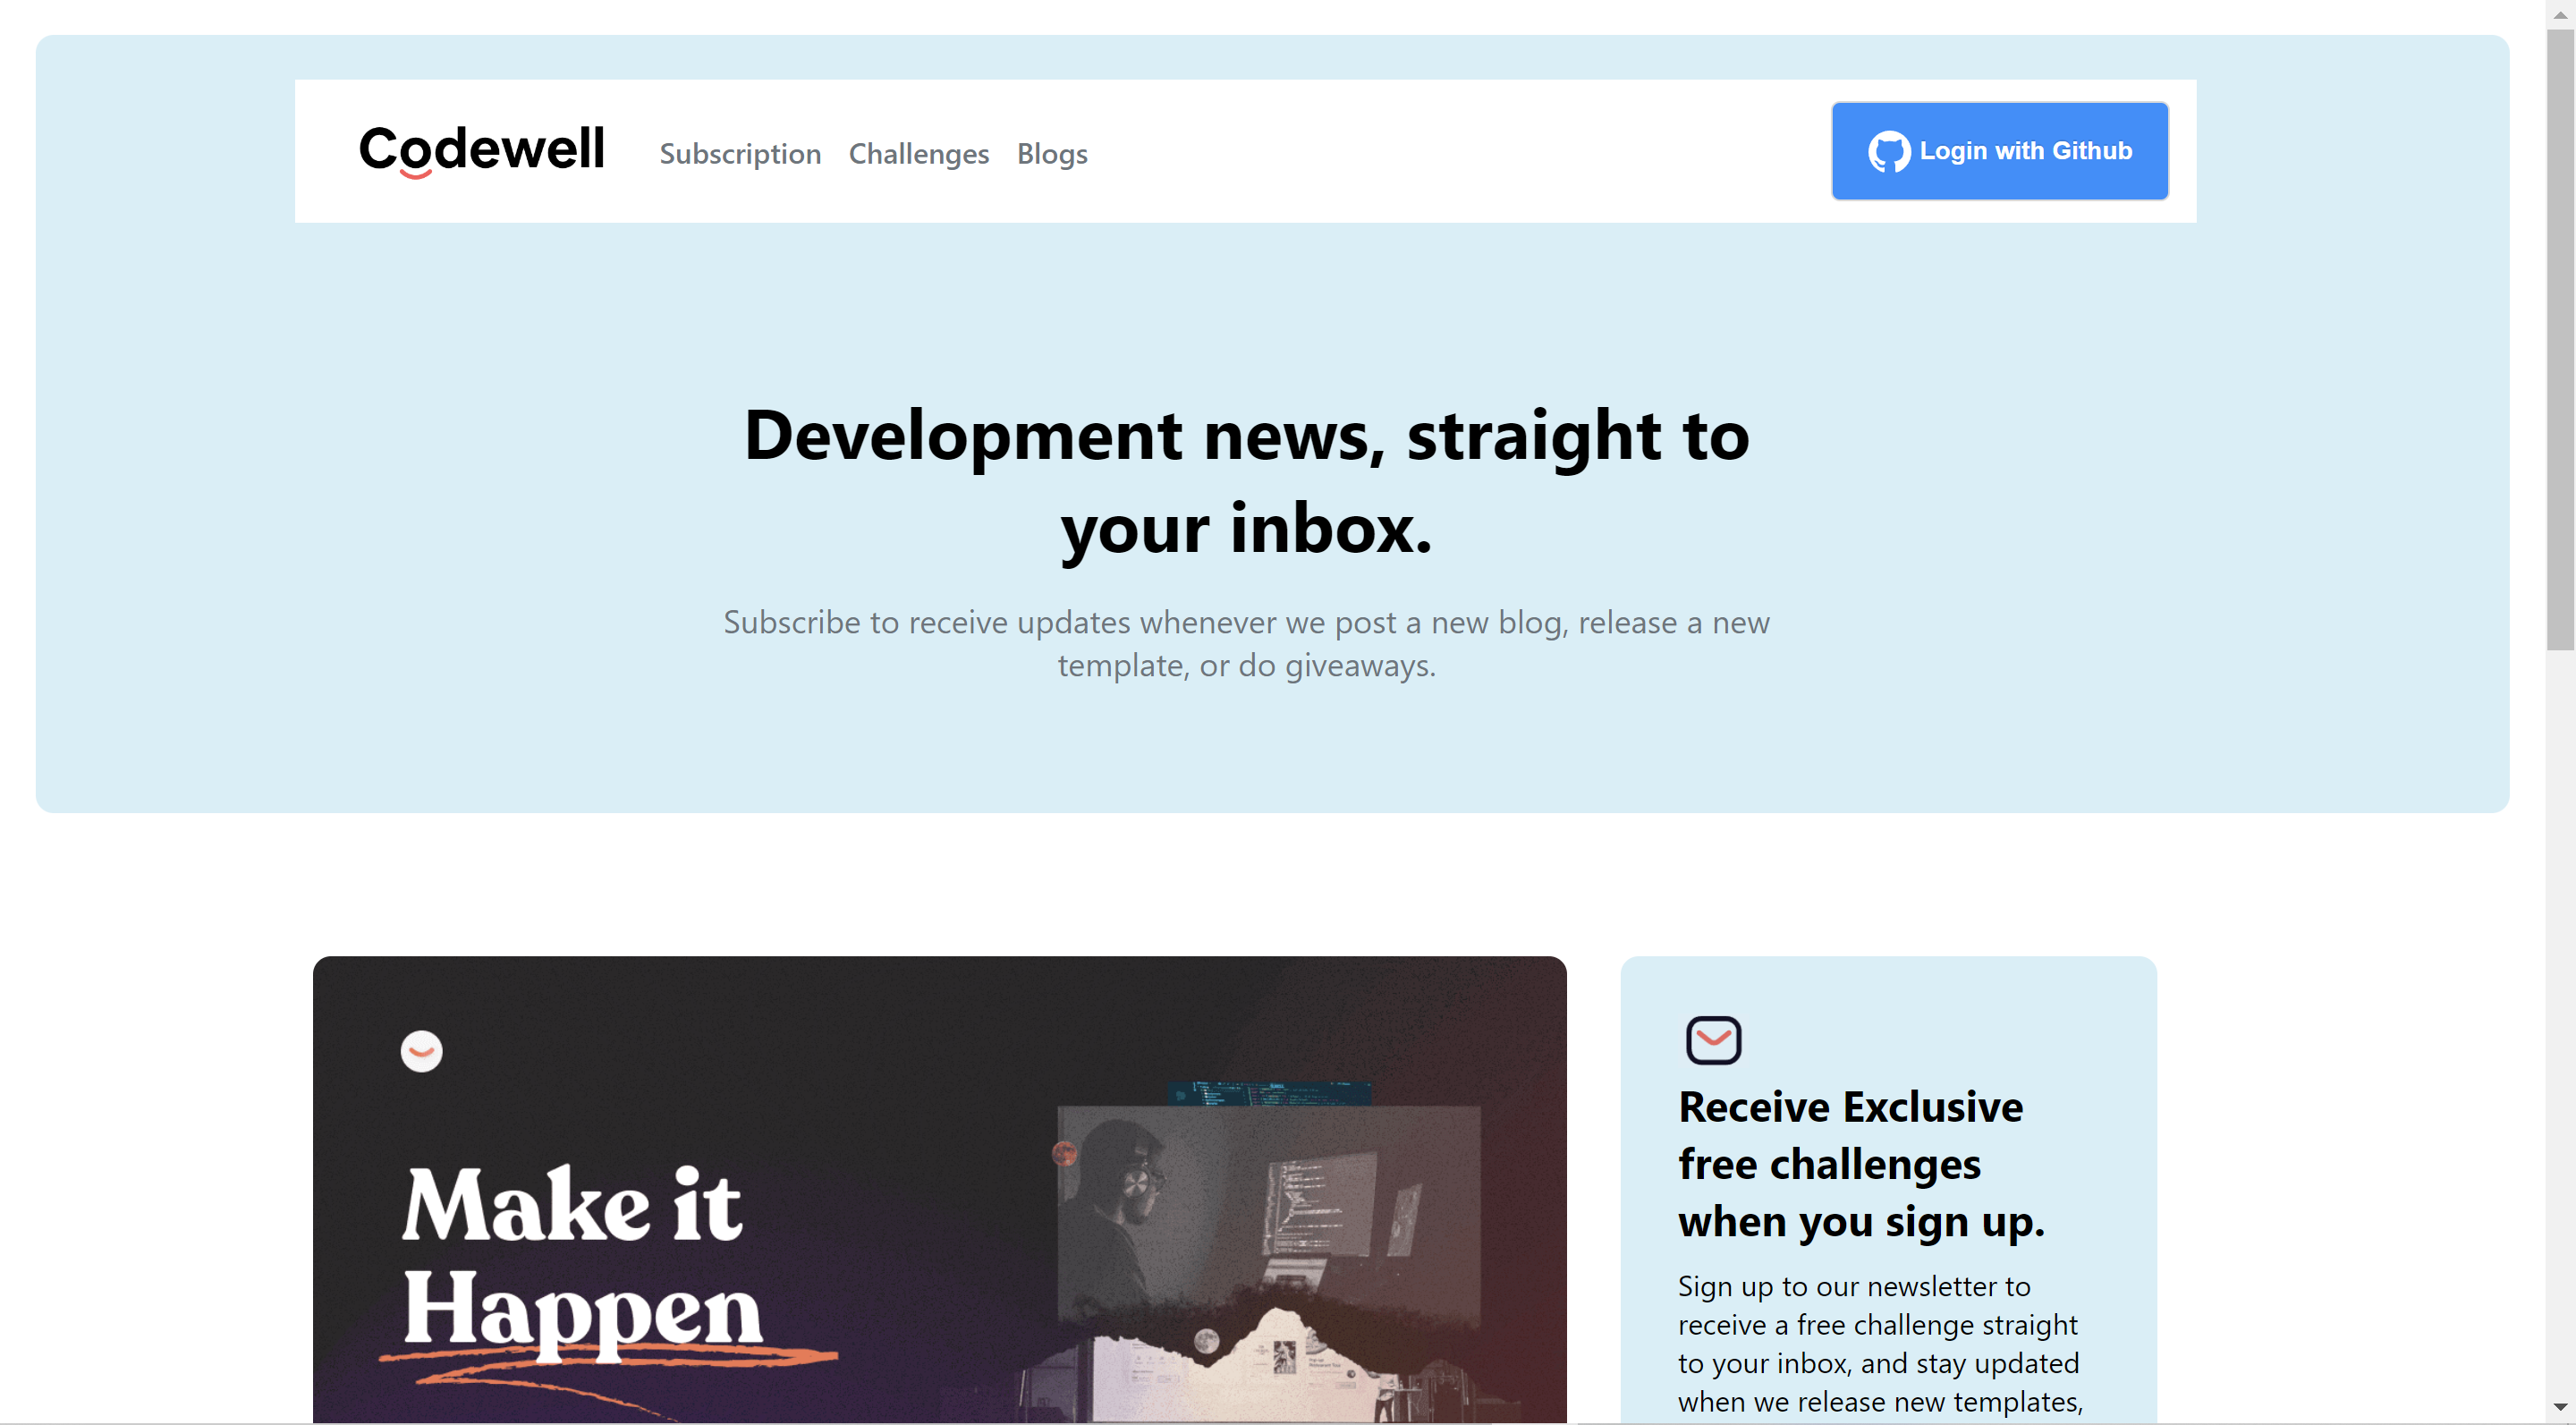 Codewell
Subscription Challenges Blogs
Login with Github
Development news, straight to
your inbox.
Subscribe to receive updates whenever we post a new blog, release a new
template, or do giveaways.
Make it
Happen
Receive Exclusive
free challenges
when you sign up.
Sign up to our newsletter to
receive a free challenge straight
to your inbox, and stay updated
when we release new templates,